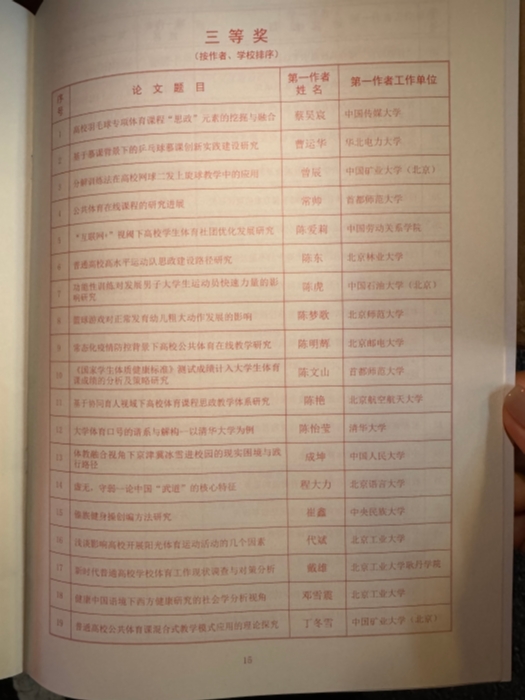 三等奖
(按作者、学校排序)
序号 论文题目 第一作者姓名 第一作者工作单位
1 高校羽毛球专项体育课程“思政”元素的挖掘与融合 蔡昊宸 中国传媒大学
2 基于慕课背景下的乒乓球慕课创新实践建设研究 曹运华 华北电力大学
3 分解训练法在高校网球二发上旋球教学中的应用 曾辰 中国矿业大学(北京)
4 公共体育在线课程的研究进展 常帅 首都师范大学
5 “互联网+”视阈下高校学生体育社团优化发展研究 陈爱莉 中国劳动关系学院
6 普通高校高水平运动队思政建设路径研究 陈东 北京林业大学
7 功能性训练对发展男子大学生运动员快速力量的影响研究 陈虎 中国石油大学(北京)
8 篮球游戏对正常发育幼儿粗大动作发展的影响 陈梦歌 北京师范大学
9 常态化疫情防控背景下高校公共体育在线教学研究 陈明辉 北京邮电大学
10 《国家学生体质健康标准》测试成绩计入大学生体育课成绩的分析及策略研究 陈文山 首都师范大学
11 基于协同育人视域下高校体育课程思政教学体系研究 陈艳 北京航空航天大学
12 大学体育口号的谱系与解构—以清华大学为例 陈怡莹 清华大学
13 体教融合视角下京津冀冰雪进校园的现实困境与践行路径 成坤 中国人民大学
14 虚无、守固—论中国“武道”的核心特征 程大力 北京语言大学
15 健身操创编方法研究 崔鑫 中央民族大学
16 浅谈影响高校开展阳光体育运动活动的几个因素 代斌 北京工业大学
17 新时代普通高校学校体育工作现状调查与对策分析 戴雄 北京工业大学耿丹学院
18 健康中国语境下西方健康研究的社会学分析视角 邓雪震 北京工业大学
19 普通高校公共体育课混合式教学模式应用的理论探究 丁冬雪 中国矿业大学(北京)
15